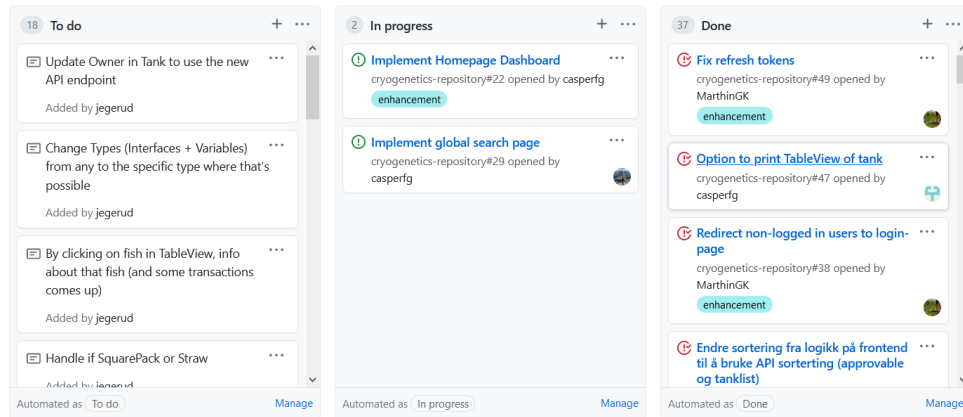 18 To do
Update Owner in Tank to use the new
API endpoint
Added by jegerud
Change Types (Interfaces + Variables)
from any to the specific type where that's
possible
Added by jegerud
By clicking on fish in TableView, info
about that fish (and some transactions
comes up)
Added by jegerud
Handle if SquarePack or Straw
Added by jegerud
Automated as To do Manage
2 In progress
Implement Homepage Dashboard
cryogenetics-repository#22 opened by casperfg
enhancement
Implement global search page
cryogenetics-repository#29 opened by
casperfg
Automated as In progress Manage
37 Done
Fix refresh tokens
cryogenetics-repository#49 opened by
MarthinGK
enhancement
Option to print TableView of tank
cryogenetics-repository#47 opened by
casperfg
Redirect non-logged in users to login-
page
cryogenetics-repository#38 opened by
MarthinGK
enhancement
Endre sortering fra logikk på frontend
til å bruke API sorterting (approvable
og tanklist)
Automated as Done Manage